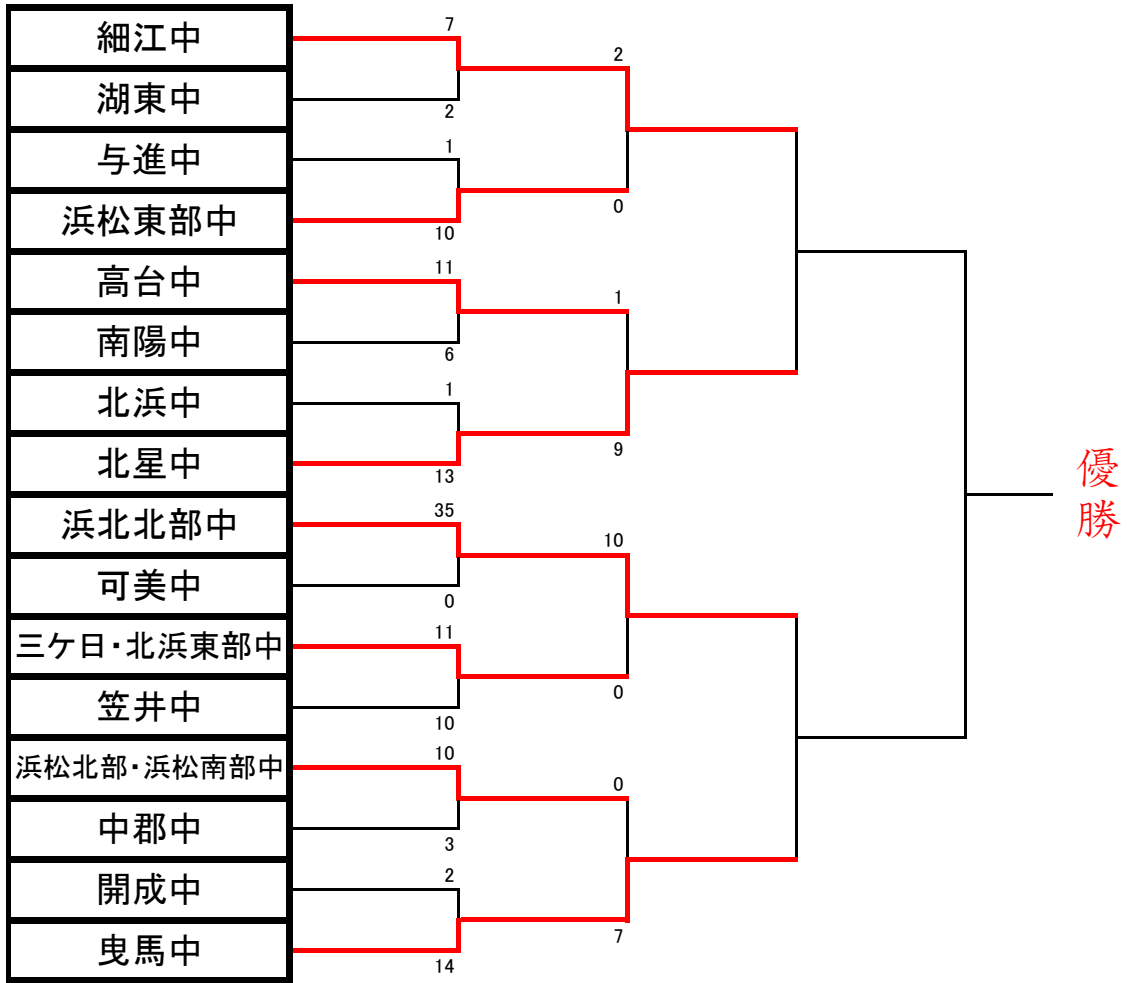 細江中
湖東中
与進中
浜松東部中
高台中
南陽中
北浜中
北星中
浜北北部中
可美中
三ケ日・北浜東部中
笠井中
浜松北部・浜松南部中
中郡中
開成中
曳馬中
7
2
1
10
11
6
1
13
35
0
11
10
10
3
2
14
2
0
1
9
10
0
0
7
優勝